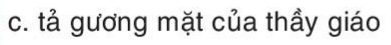 c. tả gương mặt của thầy giáo